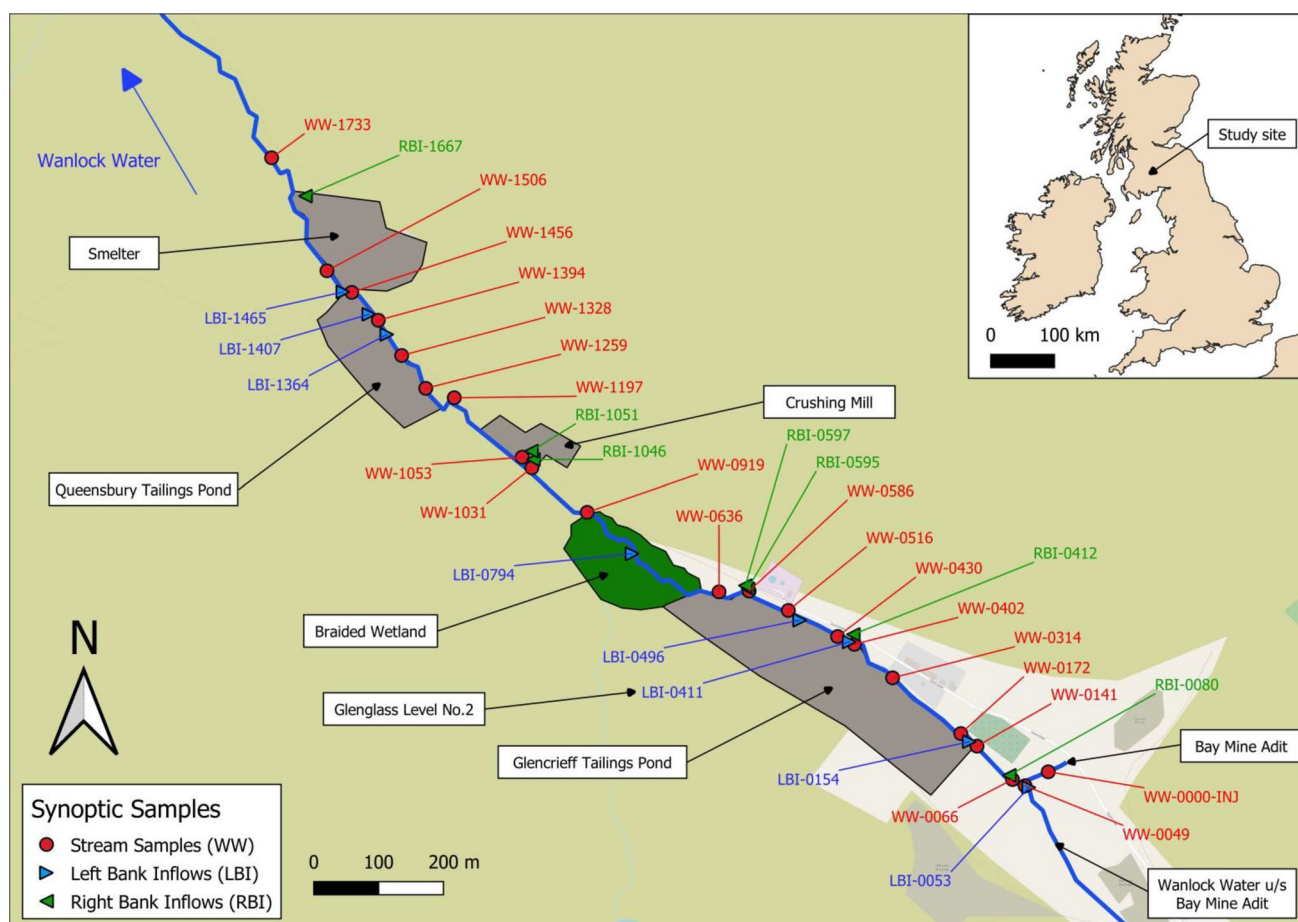 WW-1733
RBI-1667
Wanlock Water
WW-1506
Study site
Smelter
WW-1456
WW-1394
LBI-1465
WW-1328
LBI-1407
WW-1259
LBI-1364
0 100 km
WW-1197
Crushing Mill
RBI-1051
RBI-0597
RBI-1046
RBI-0595
WW-1053
WW-0919
WW-0586
Queensbury Tailings Pond
WW-1031
WW-0636
WW-0516
RBI-0412
LBI-0794
WW-0430
WW-0402
Braided Wetland
WW-0314
LBI-0496
WW-0172
RBI-0080
N
LBI-0411
WW-0141
Glenglass Level No.2
Bay Mine Adit
Glencrieff Tailings Pond
LBI-0154
WW-0000-INJ
WW-0066
WW-0049
Synoptic Samples
Stream Samples (WW)
Left Bank Inflows (LBI)
Right Bank Inflows (RBI)
0 100 200 m
LBI-0053
Wanlock Water u/s
Bay Mine Adit